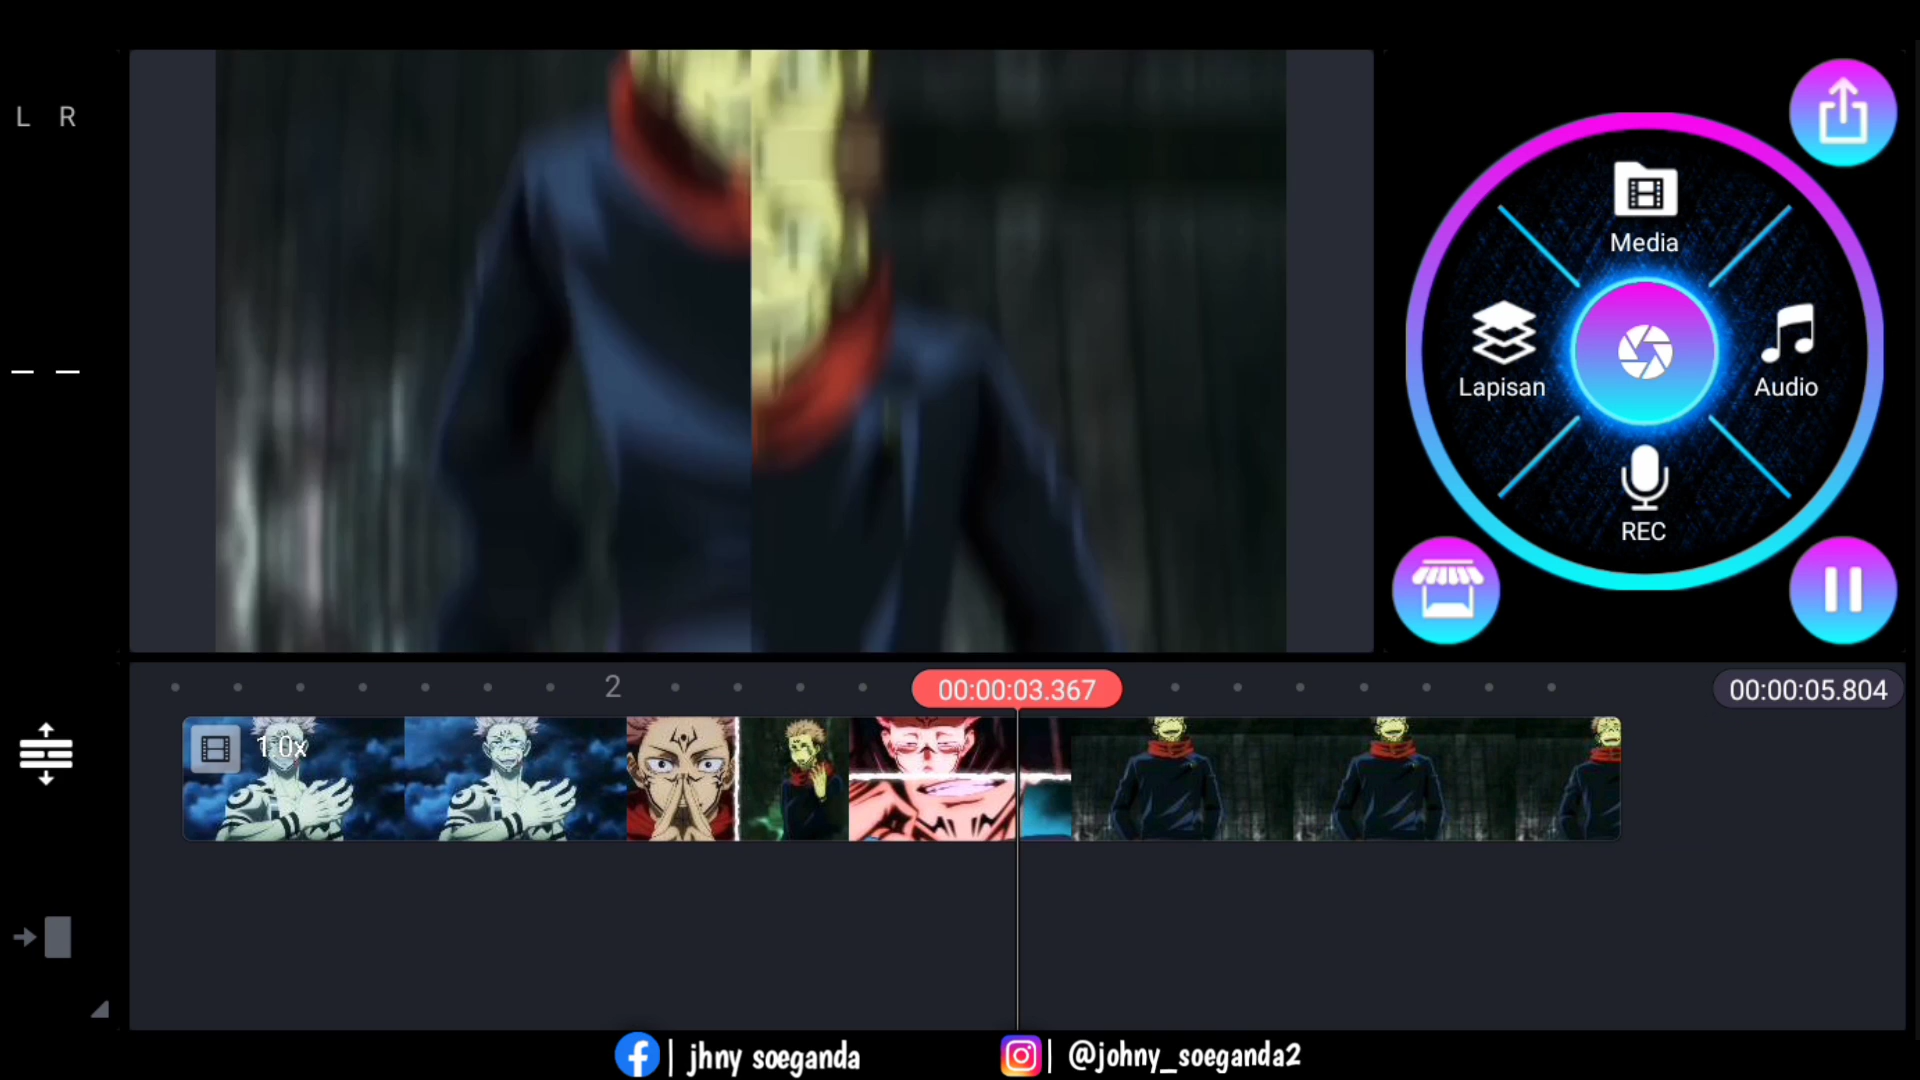 L R
Media
Lapisan
Audio
REC
2
00:00:03.367
00:00:05.804
1.0x
| jhny soeganda
| @johny_soeganda2